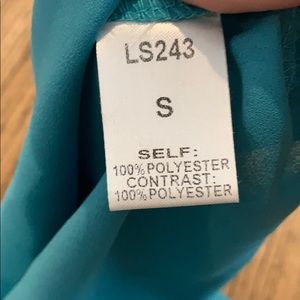 LS243
S
SELF:
100% POLYESTER
CONTRAST:
100% POLYESTER